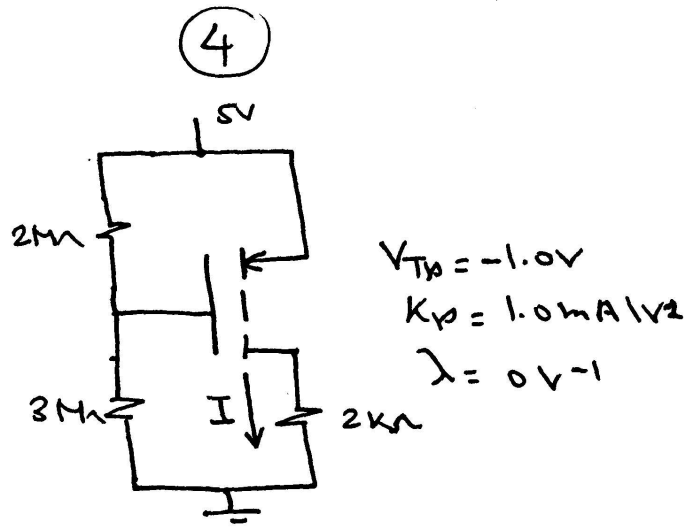 4
5V
2MΩ
VTp = -1.0V
Kp = 1.0mA/V2
λ = 0V-1
3MΩ
I
2KΩ